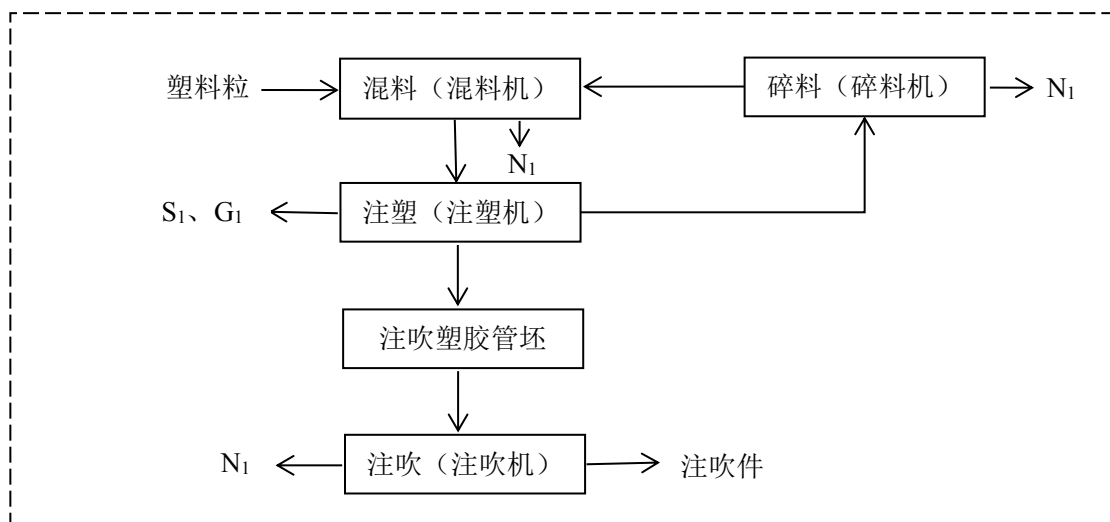 塑料粒
混料（混料机）
碎料（碎料机）
N1
N1
S1、G1
注塑（注塑机）
注吹塑胶管坯
N1
注吹（注吹机）
注吹件